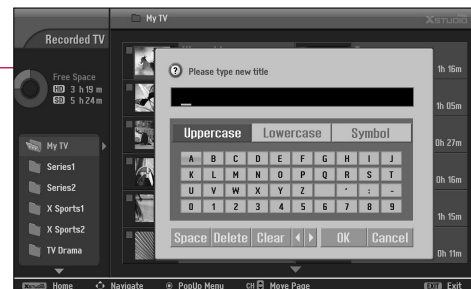 My TV
XSTUDIO
Recorded TV
Free Space
HD 3 h 19 m
SD 5 h 24 m
My TV
Series1
Series2
X Sports1
X Sports2
TV Drama
1h 16m
1h 05m
0h 27m
0h 16m
1h 15m
0h 11m
? Please type new title
Uppercase Lowercase Symbol
A B C D E F G H I J
K L M N O P Q R S T
U V W X Y Z ' : -
0 1 2 3 4 5 6 7 8 9
Space Delete Clear OK Cancel
Home Navigate PopUp Menu CH Move Page EXIT Exit